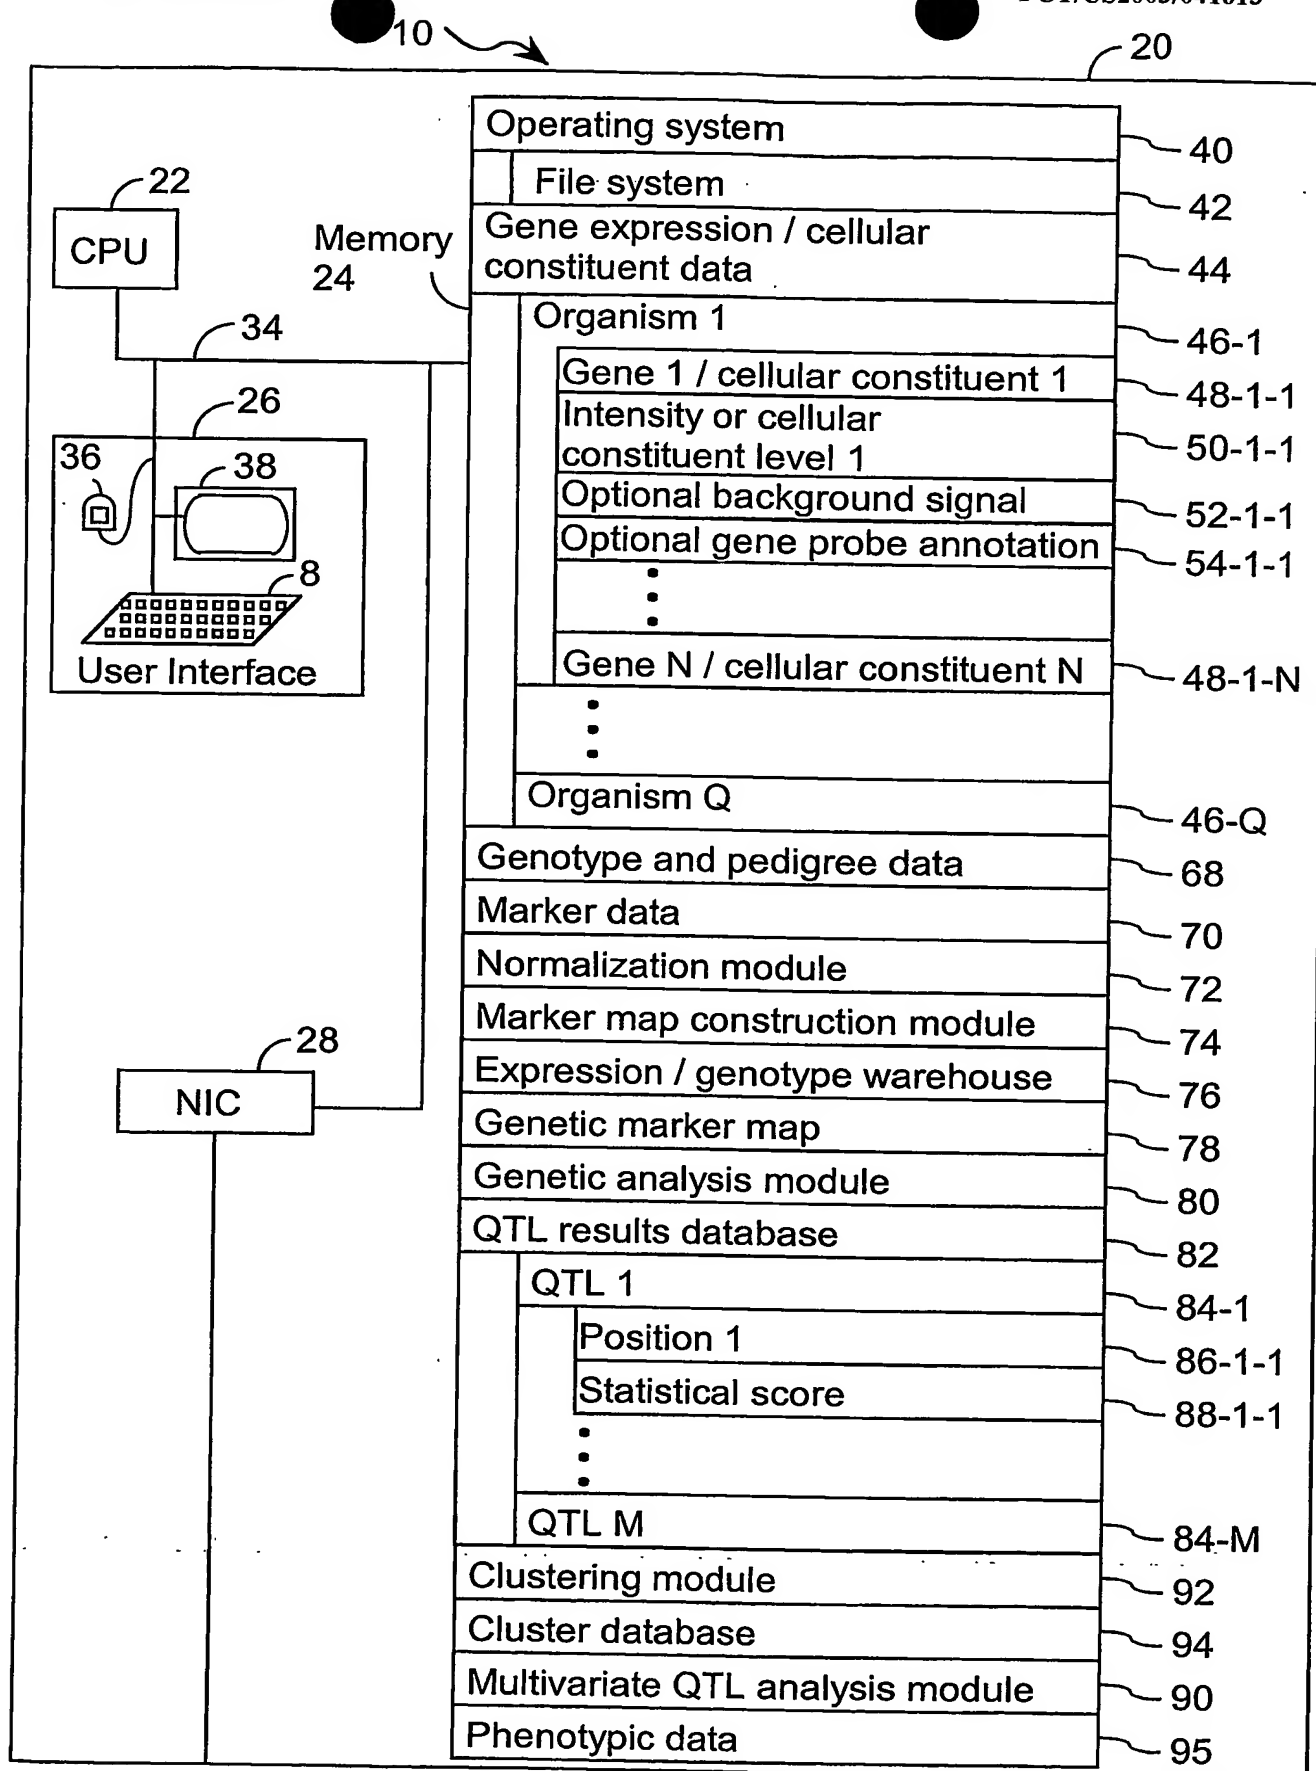 10
20
Operating system
40
File system
42
22
CPU
Memory
24
Gene expression / cellular
constituent data
44
Organism 1
46-1
34
Gene 1 / cellular constituent 1
48-1-1
26
Intensity or cellular
constituent level 1
50-1-1
36
38
Optional background signal
52-1-1
Optional gene probe annotation
54-1-1
8
User Interface
Gene N / cellular constituent N
48-1-N
Organism Q
46-Q
Genotype and pedigree data
68
Marker data
70
Normalization module
72
Marker map construction module
74
28
NIC
Expression / genotype warehouse
76
Genetic marker map
78
Genetic analysis module
80
QTL results database
82
QTL 1
84-1
Position 1
86-1-1
Statistical score
88-1-1
QTL M
84-M
Clustering module
92
Cluster database
94
Multivariate QTL analysis module
90
Phenotypic data
95